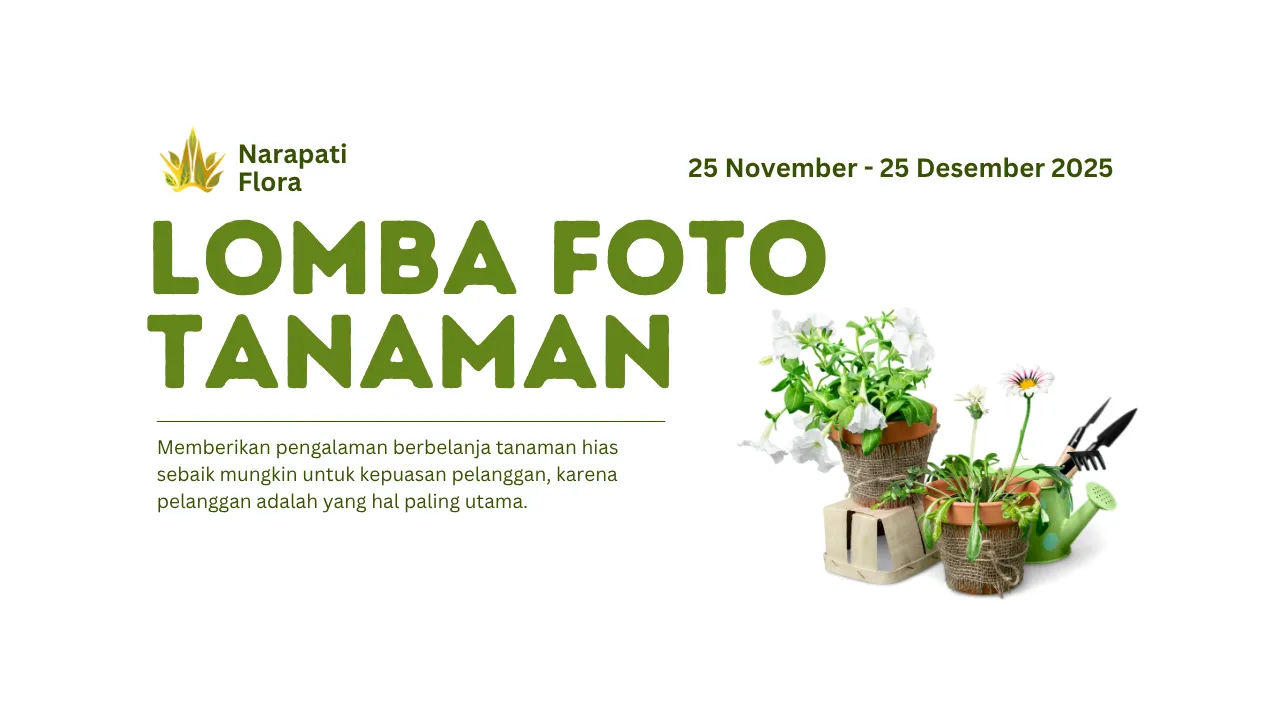 Narapati
Flora
25 November - 25 Desember 2025
LOMBA FOTO
TANAMAN
Memberikan pengalaman berbelanja tanaman hias
sebaik mungkin untuk kepuasan pelanggan, karena
pelanggan adalah yang hal paling utama.